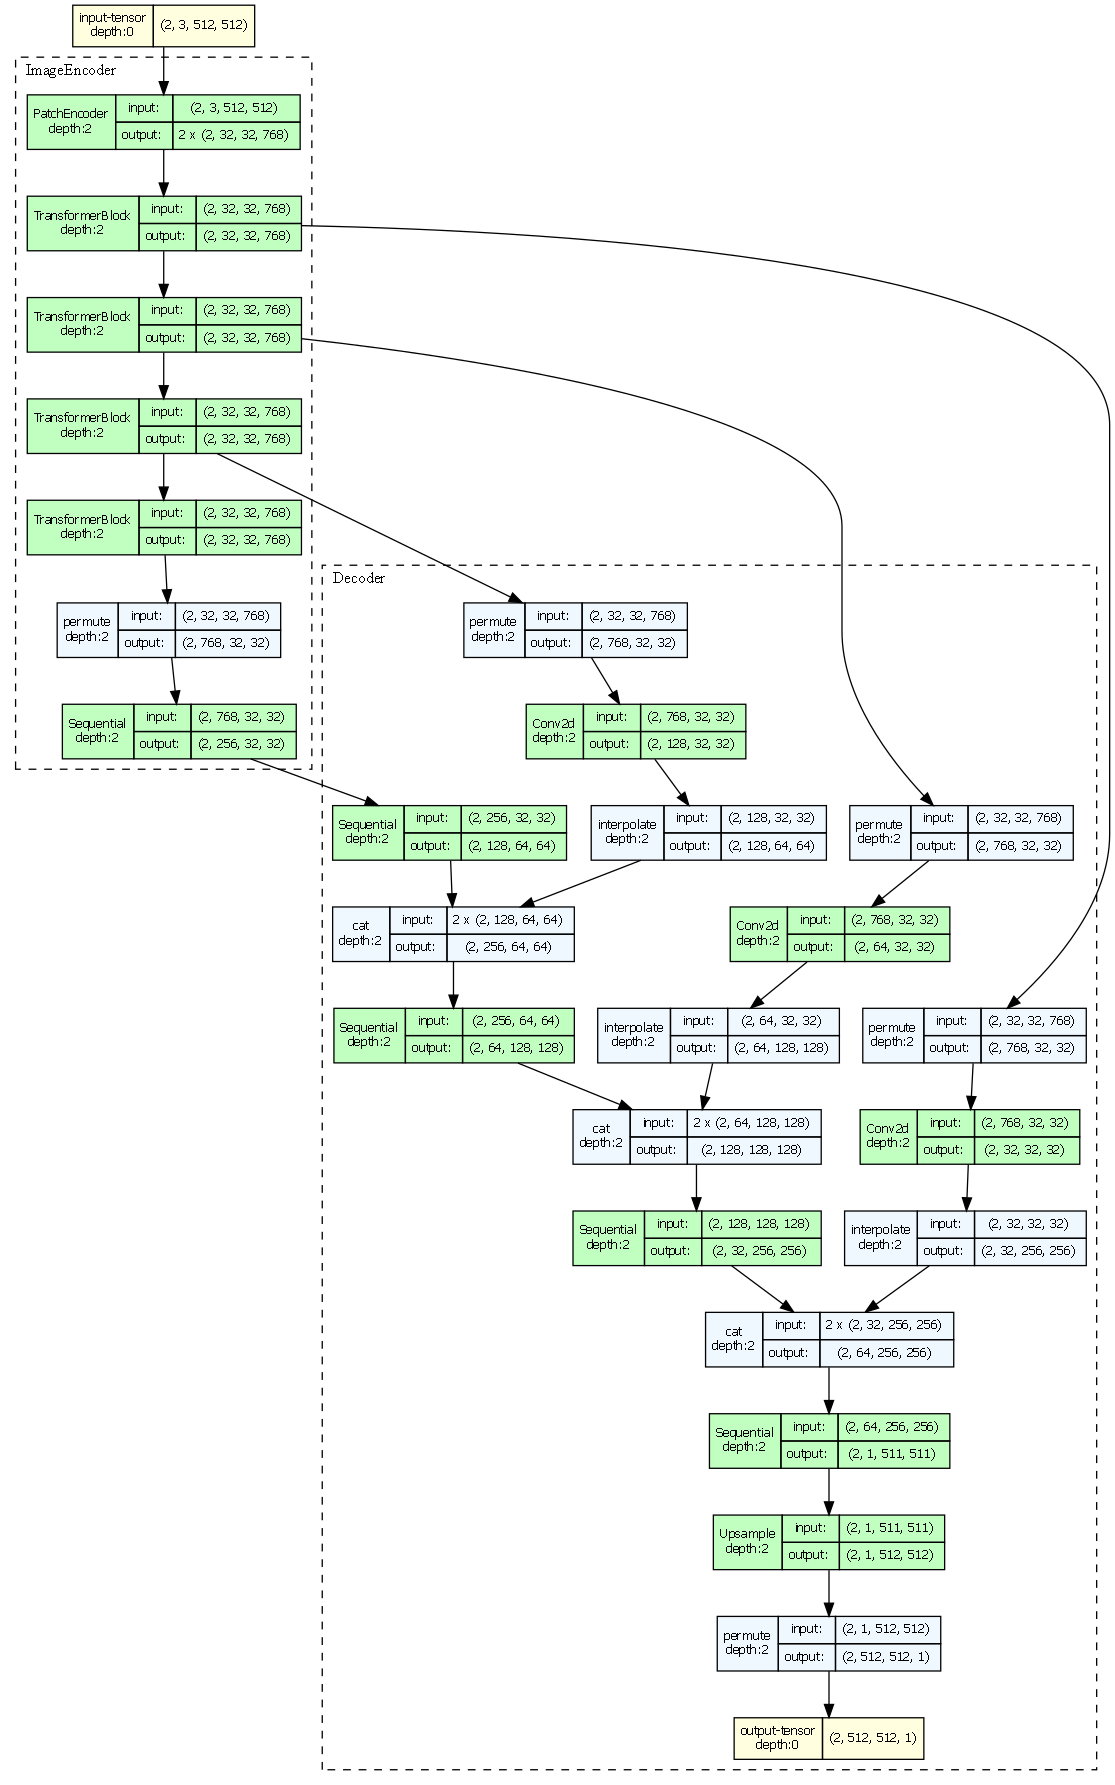 input-tensor
depth:0
(2, 3, 512, 512)
ImageEncoder
PatchEncoder
depth:2
input:
(2, 3, 512, 512)
output:
2 x (2, 32, 32, 768)
TransformerBlock
depth:2
input:
(2, 32, 32, 768)
output:
(2, 32, 32, 768)
TransformerBlock
depth:2
input:
(2, 32, 32, 768)
output:
(2, 32, 32, 768)
TransformerBlock
depth:2
input:
(2, 32, 32, 768)
output:
(2, 32, 32, 768)
TransformerBlock
depth:2
input:
(2, 32, 32, 768)
output:
(2, 32, 32, 768)
permute
depth:2
input:
(2, 32, 32, 768)
output:
(2, 768, 32, 32)
Sequential
depth:2
input:
(2, 768, 32, 32)
output:
(2, 256, 32, 32)
Decoder
permute
depth:2
input:
(2, 32, 32, 768)
output:
(2, 768, 32, 32)
Conv2d
depth:2
input:
(2, 768, 32, 32)
output:
(2, 128, 32, 32)
Sequential
depth:2
input:
(2, 256, 32, 32)
output:
(2, 128, 64, 64)
interpolate
depth:2
input:
(2, 128, 32, 32)
output:
(2, 128, 64, 64)
permute
depth:2
input:
(2, 32, 32, 768)
output:
(2, 768, 32, 32)
cat
depth:2
input:
2 x (2, 128, 64, 64)
output:
(2, 256, 64, 64)
Conv2d
depth:2
input:
(2, 768, 32, 32)
output:
(2, 64, 32, 32)
Sequential
depth:2
input:
(2, 256, 64, 64)
output:
(2, 64, 128, 128)
interpolate
depth:2
input:
(2, 64, 32, 32)
output:
(2, 64, 128, 128)
permute
depth:2
input:
(2, 32, 32, 768)
output:
(2, 768, 32, 32)
cat
depth:2
input:
2 x (2, 64, 128, 128)
output:
(2, 128, 128, 128)
Conv2d
depth:2
input:
(2, 768, 32, 32)
output:
(2, 32, 32, 32)
Sequential
depth:2
input:
(2, 128, 128, 128)
output:
(2, 32, 256, 256)
interpolate
depth:2
input:
(2, 32, 32, 32)
output:
(2, 32, 256, 256)
cat
depth:2
input:
2 x (2, 32, 256, 256)
output:
(2, 64, 256, 256)
Sequential
depth:2
input:
(2, 64, 256, 256)
output:
(2, 1, 511, 511)
Upsample
depth:2
input:
(2, 1, 511, 511)
output:
(2, 1, 512, 512)
permute
depth:2
input:
(2, 1, 512, 512)
output:
(2, 512, 512, 1)
output-tensor
depth:0
(2, 512, 512, 1)